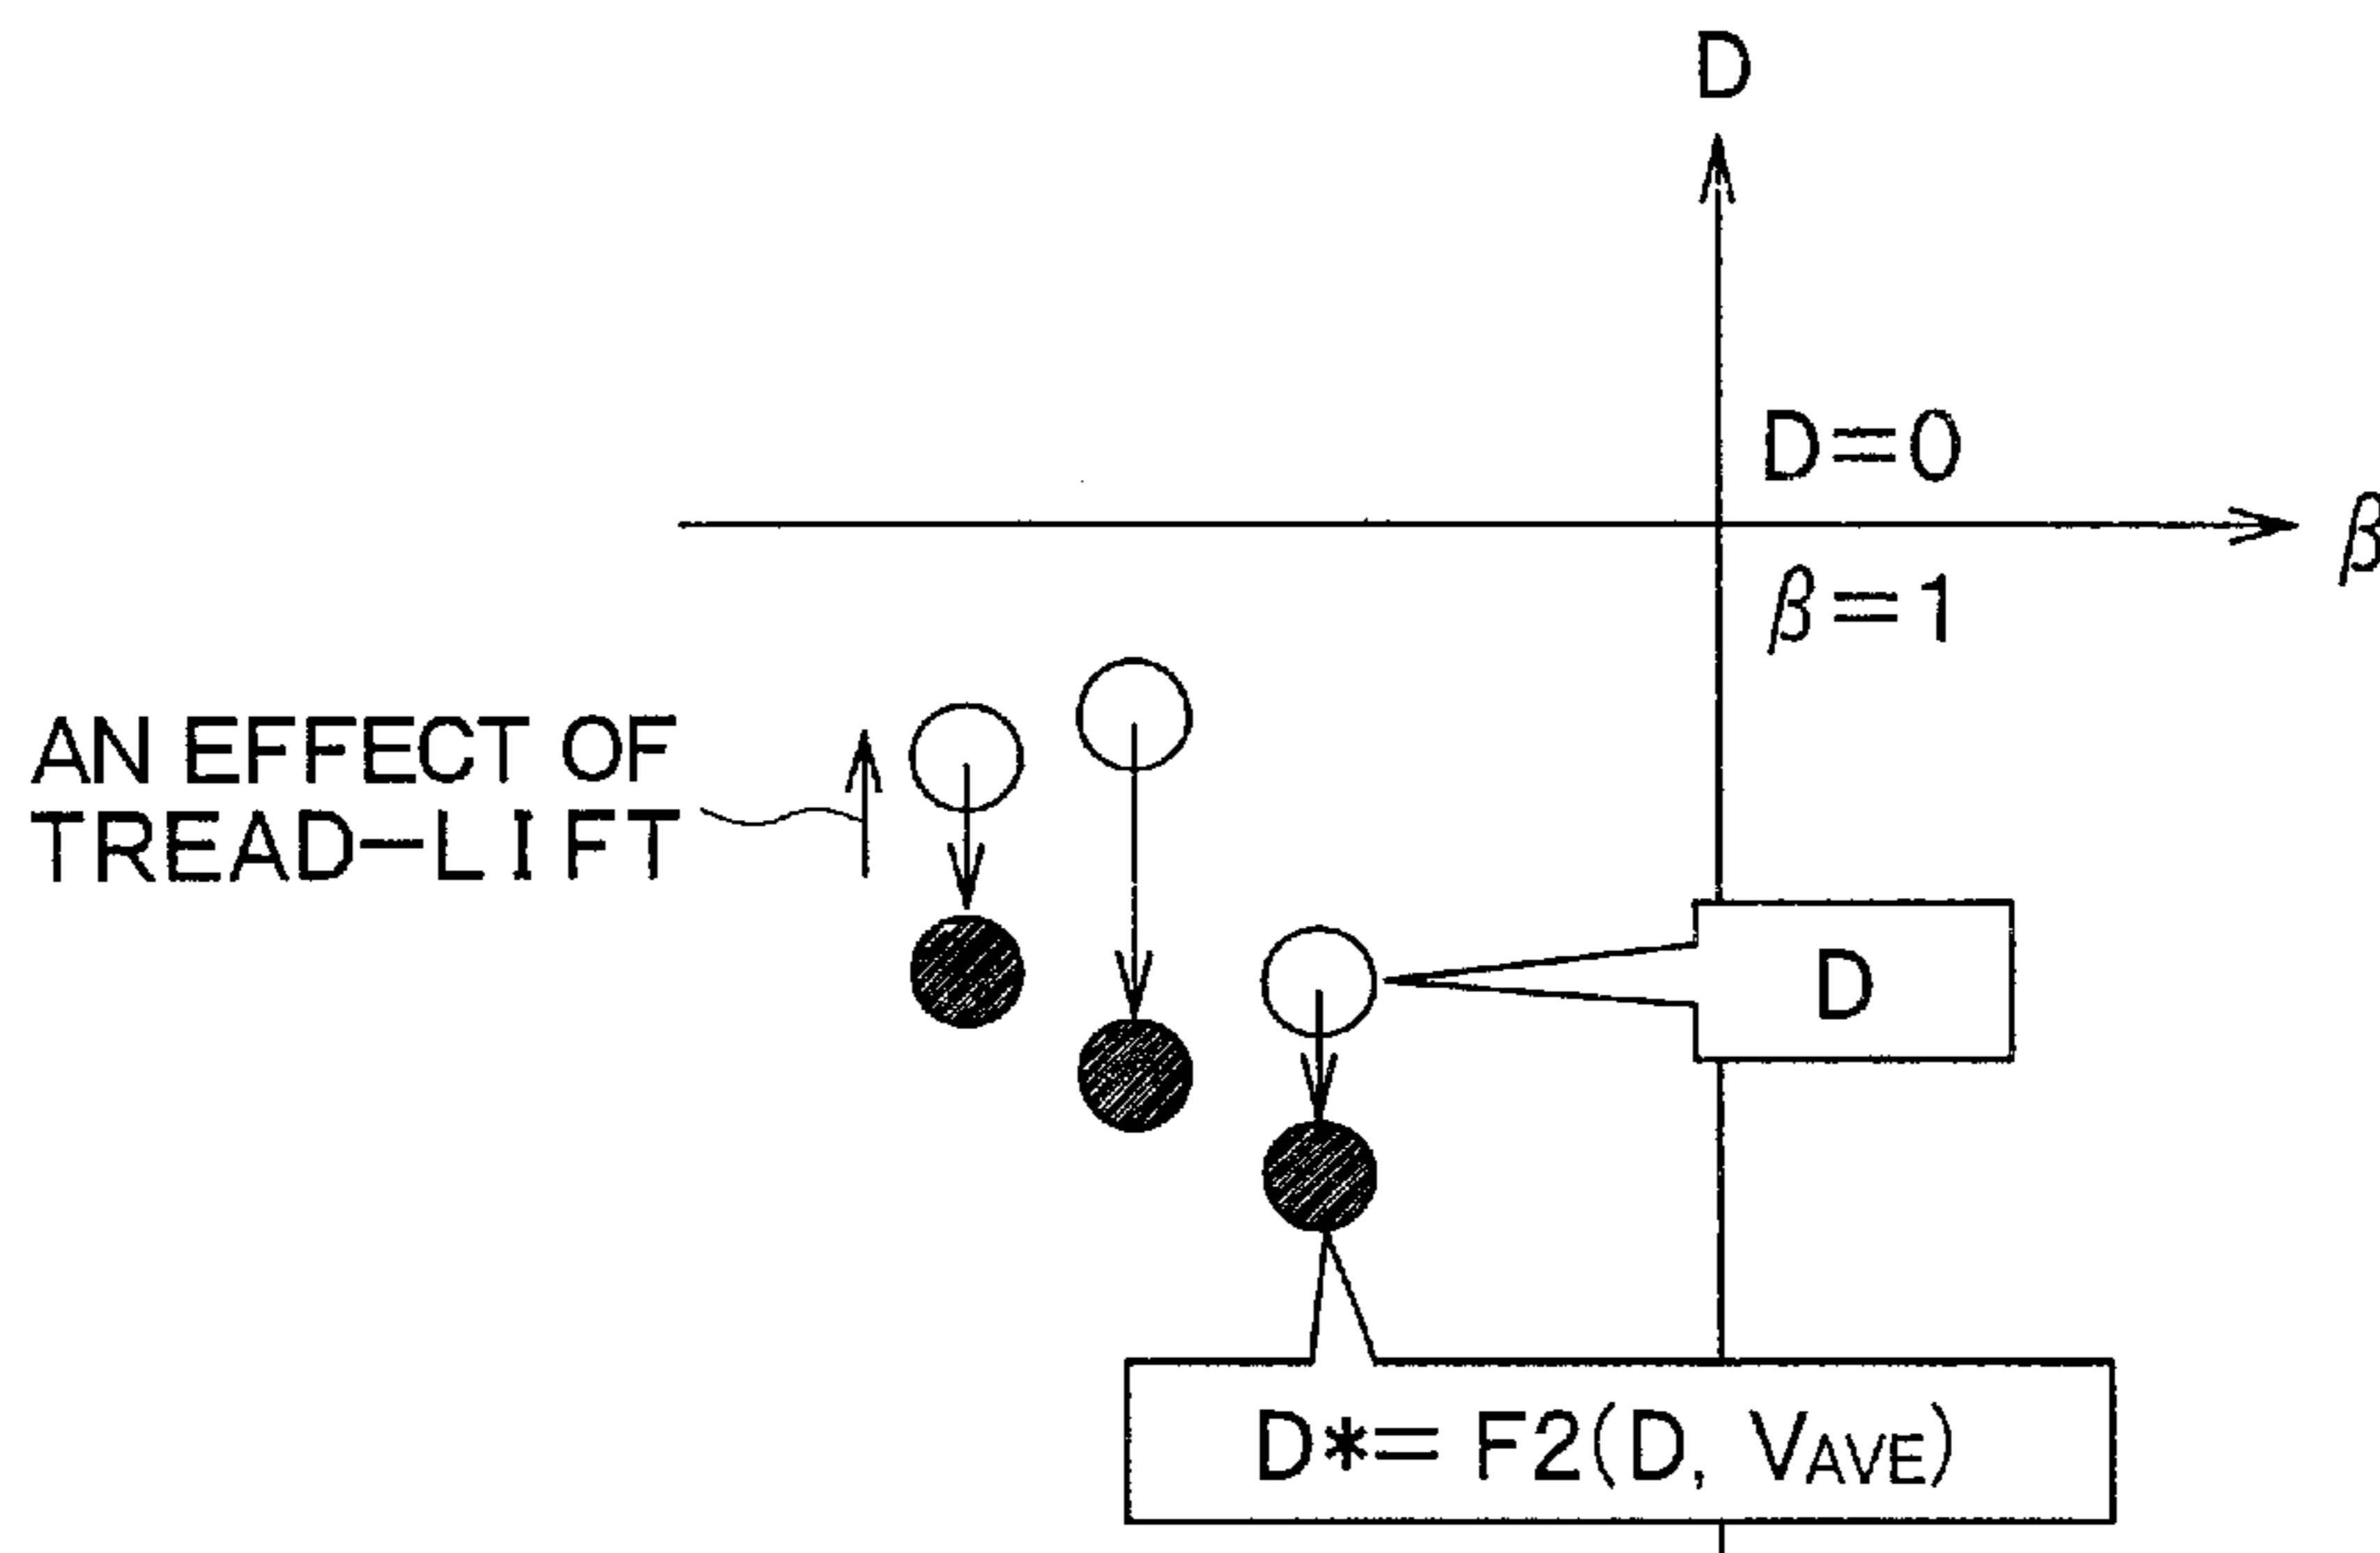 D
D=0
β
β=1
AN EFFECT OF
TREAD-LIFT
D
D*= F2(D, VAVE)